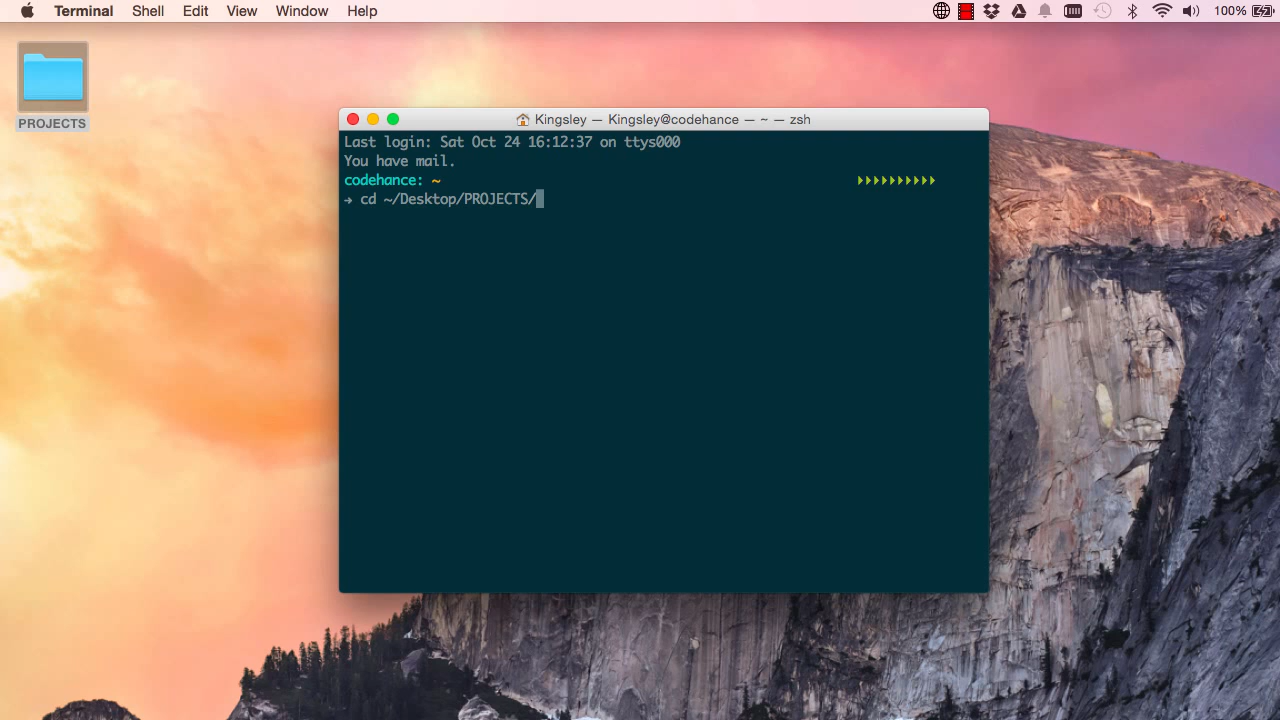 Terminal Shell Edit View Window Help 100%
PROJECTS
Kingsley — Kingsley@codehance — ~ — zsh
Last login: Sat Oct 24 16:12:37 on ttys000
You have mail.
codehance: ~
→ cd ~/Desktop/PROJECTS/